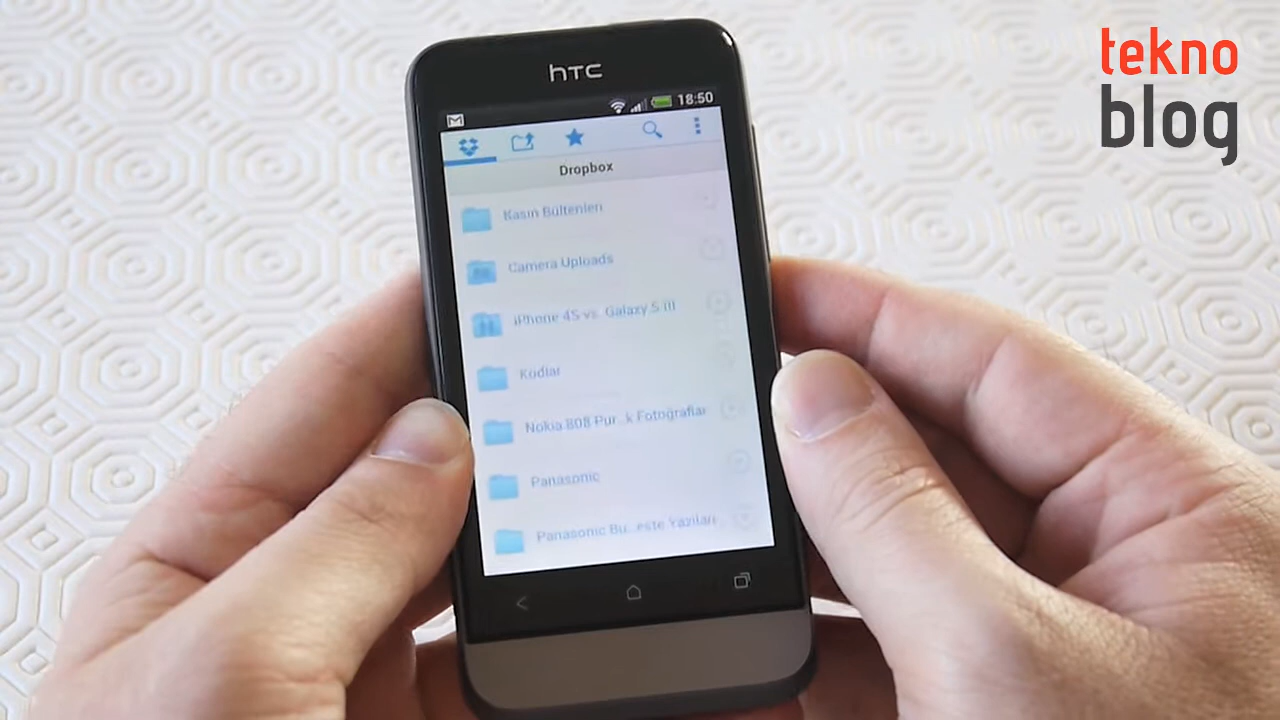 tekno
blog
hTC
18:50
Dropbox
Kasın Bültenleri
Camera Uploads
iPhone 4S vs. Galaxy S III
Kodlar
Nokia 808 Pur...k Fotoğraflar
Panasonic
Panasonic Bu...este Yazıları